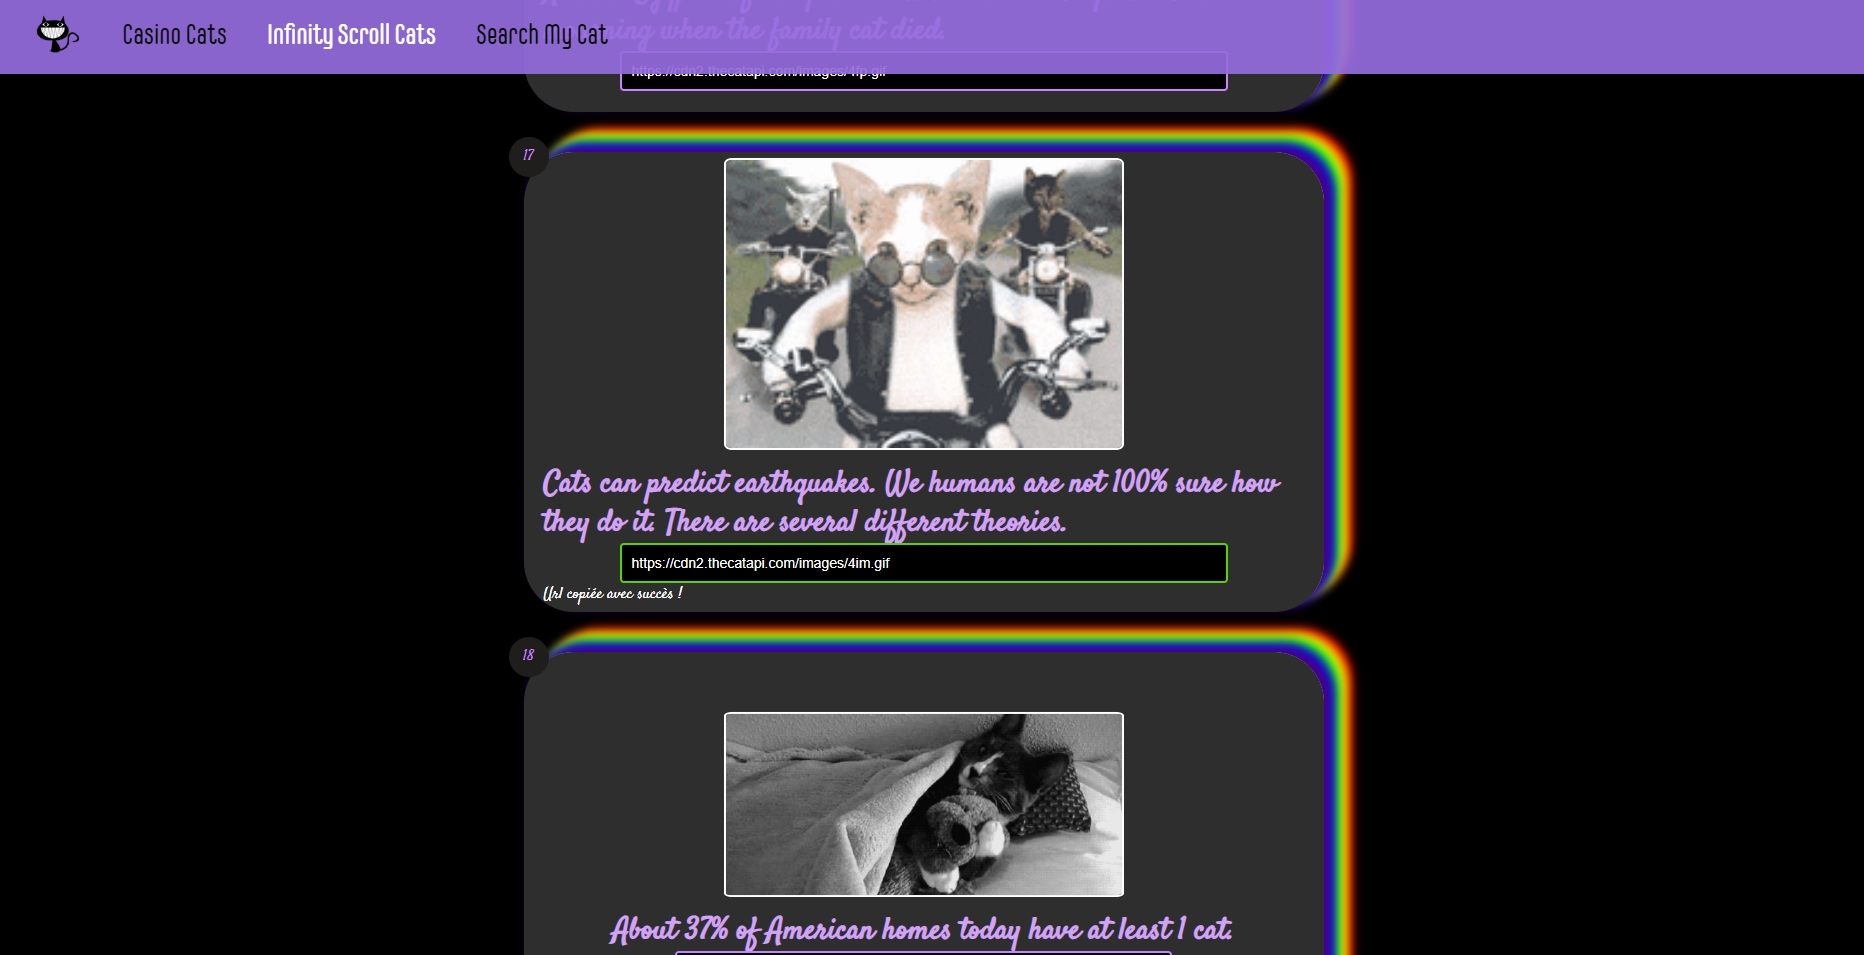 Casino Cats
Infinity Scroll Cats
Search My Cat
when the family cat died.
https://cdn2.thecatapi.com/images/4fp.gif
17
Cats can predict earthquakes. We humans are not 100% sure how
they do it. There are several different theories.
https://cdn2.thecatapi.com/images/4im.gif
Url copiée avec succès !
18
About 37% of American homes today have at least 1 cat.